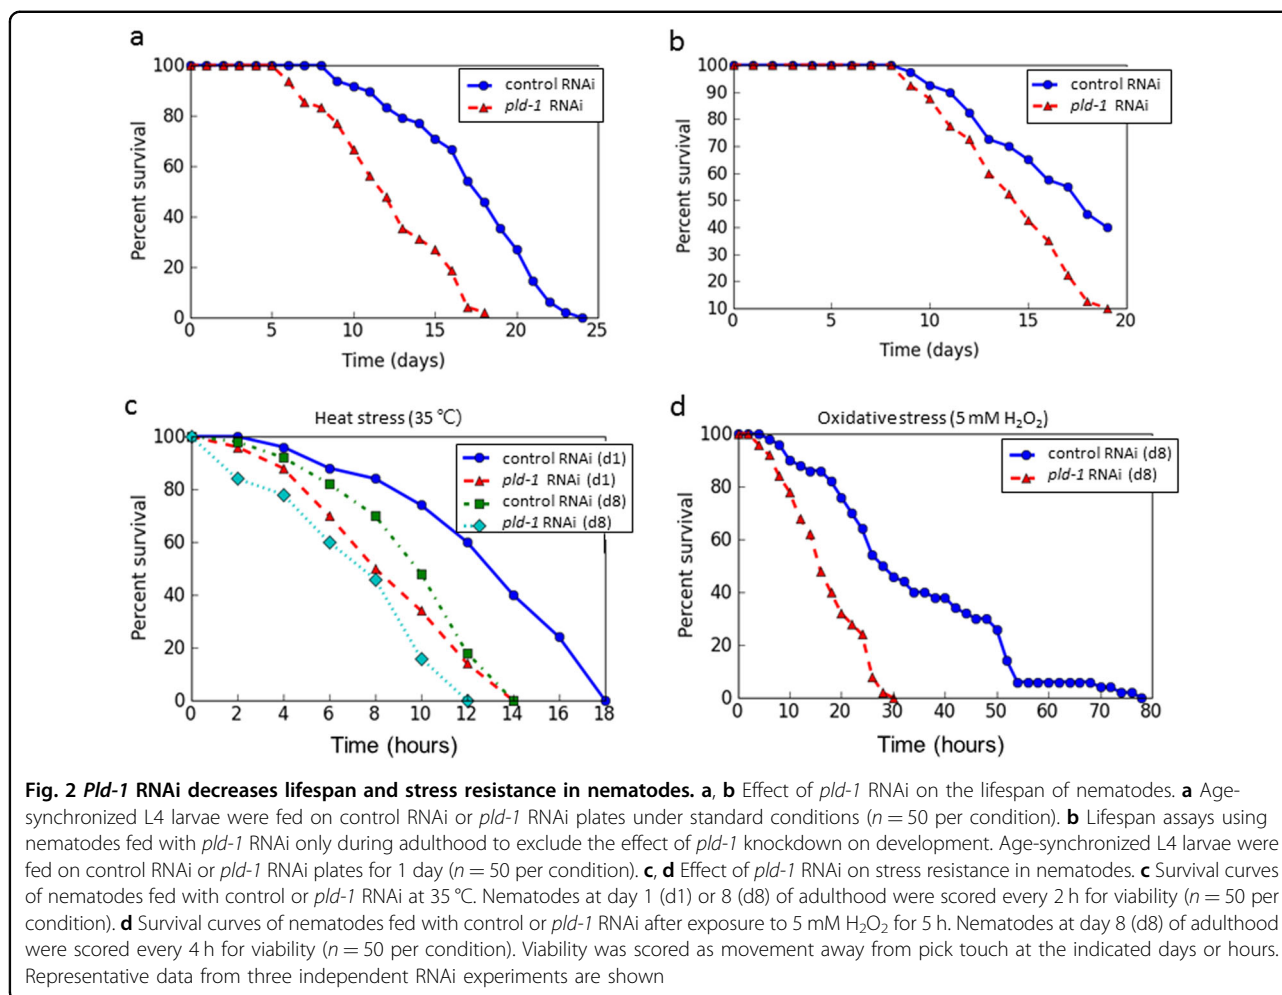 a
100
80
60
40
20
0
Percent survival
control RNAi
pld-1 RNAi
0 5 10 15 20 25
Time (days)
b
100
90
80
70
60
50
40
30
20
10
Percent survival
control RNAi
pld-1 RNAi
0 5 10 15 20
Time (days)
c
Heat stress (35 °C)
100
80
60
40
20
0
Percent survival
control RNAi (d1)
pld-1 RNAi (d1)
control RNAi (d8)
pld-1 RNAi (d8)
0 2 4 6 8 10 12 14 16 18
Time (hours)
d
Oxidative stress (5 mM H₂O₂)
100
80
60
40
20
0
Percent survival
control RNAi (d8)
pld-1 RNAi (d8)
0 10 20 30 40 50 60 70 80
Time (hours)
Fig. 2 Pld-1 RNAi decreases lifespan and stress resistance in nematodes. a, b Effect of pld-1 RNAi on the lifespan of nematodes. a Age-
synchronized L4 larvae were fed on control RNAi or pld-1 RNAi plates under standard conditions (n = 50 per condition). b Lifespan assays using
nematodes fed with pld-1 RNAi only during adulthood to exclude the effect of pld-1 knockdown on development. Age-synchronized L4 larvae were
fed on control RNAi or pld-1 RNAi plates for 1 day (n = 50 per condition). c, d Effect of pld-1 RNAi on stress resistance in nematodes. c Survival curves
of nematodes fed with control or pld-1 RNAi at 35 °C. Nematodes at day 1 (d1) or 8 (d8) of adulthood were scored every 2 h for viability (n = 50 per
condition). d Survival curves of nematodes fed with control or pld-1 RNAi after exposure to 5 mM H₂O₂ for 5 h. Nematodes at day 8 (d8) of adulthood
were scored every 4 h for viability (n = 50 per condition). Viability was scored as movement away from pick touch at the indicated days or hours.
Representative data from three independent RNAi experiments are shown